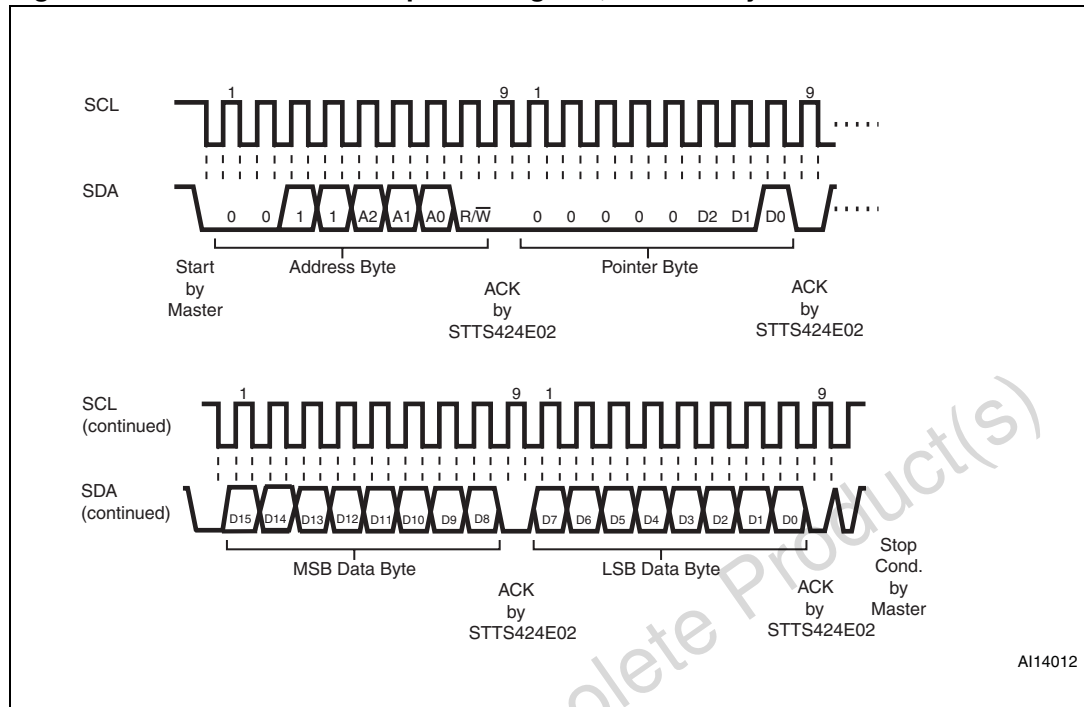 1 9 1 9
SCL
SDA
0 0 1 1 A2 A1 A0 R/W̅ 0 0 0 0 0 D2 D1 D0
Address Byte Pointer Byte
Start
by
Master
ACK
by
STTS424E02
ACK
by
STTS424E02
1 9 1 9
SCL
(continued)
SDA
(continued)
D15 D14 D13 D12 D11 D10 D9 D8 D7 D6 D5 D4 D3 D2 D1 D0
MSB Data Byte LSB Data Byte
ACK
by
STTS424E02
ACK
by
STTS424E02
Stop
Cond.
by
Master
AI14012
olete Product(s)